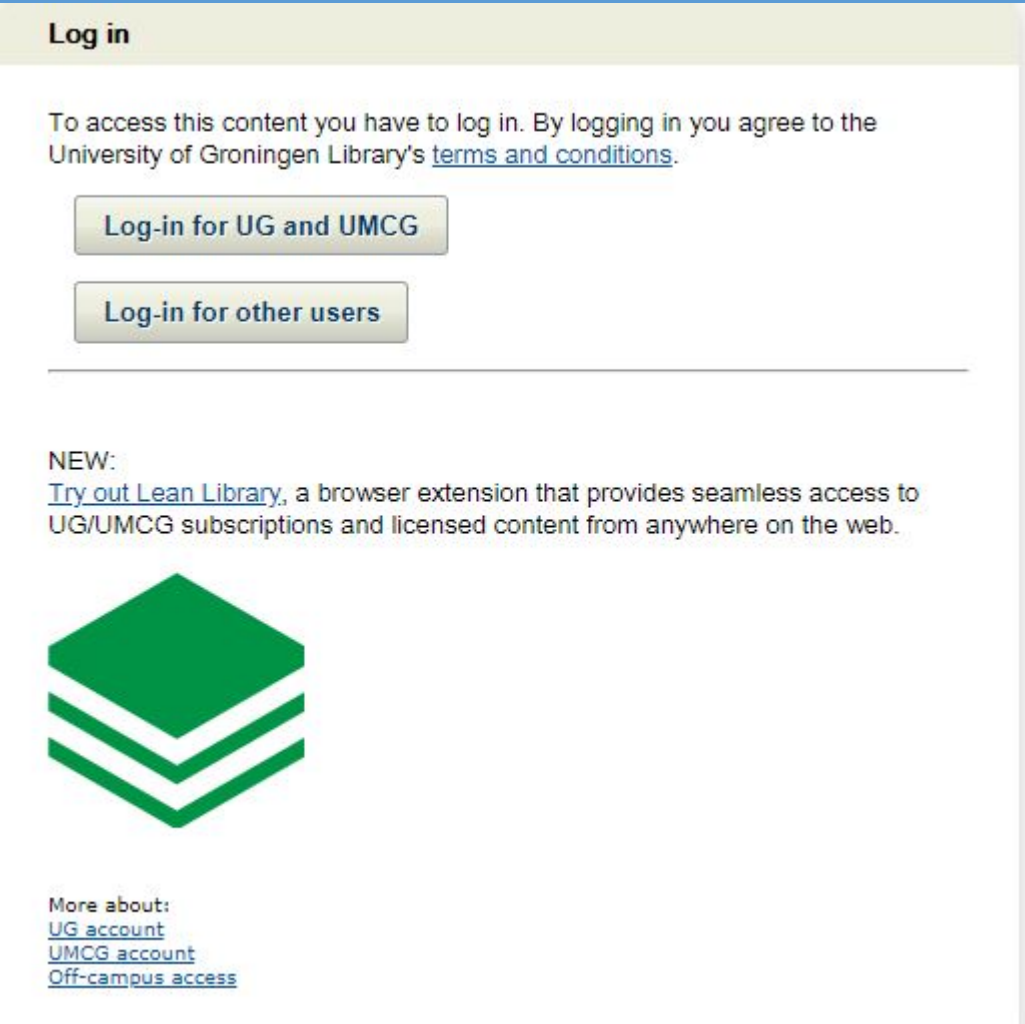 Log in
To access this content you have to log in. By logging in you agree to the
University of Groningen Library's terms and conditions.
Log-in for UG and UMCG
Log-in for other users
NEW:
Try out Lean Library, a browser extension that provides seamless access to
UG/UMCG subscriptions and licensed content from anywhere on the web.
More about:
UG account
UMCG account
Off-campus access